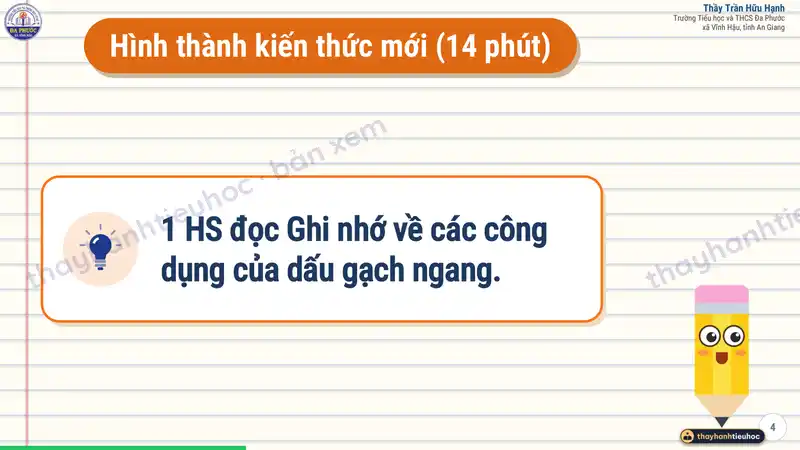 ĐA PHƯỚC
Thầy Trần Hữu Hạnh
Trường Tiểu học và THCS Đa Phước
xã Vĩnh Hậu, tỉnh An Giang
Hình thành kiến thức mới (14 phút)
thayhanhtieuhoc · bản xem
1 HS đọc Ghi nhớ về các công
dụng của dấu gạch ngang.
thayhanhtie
thayhanhtieuhoc
4